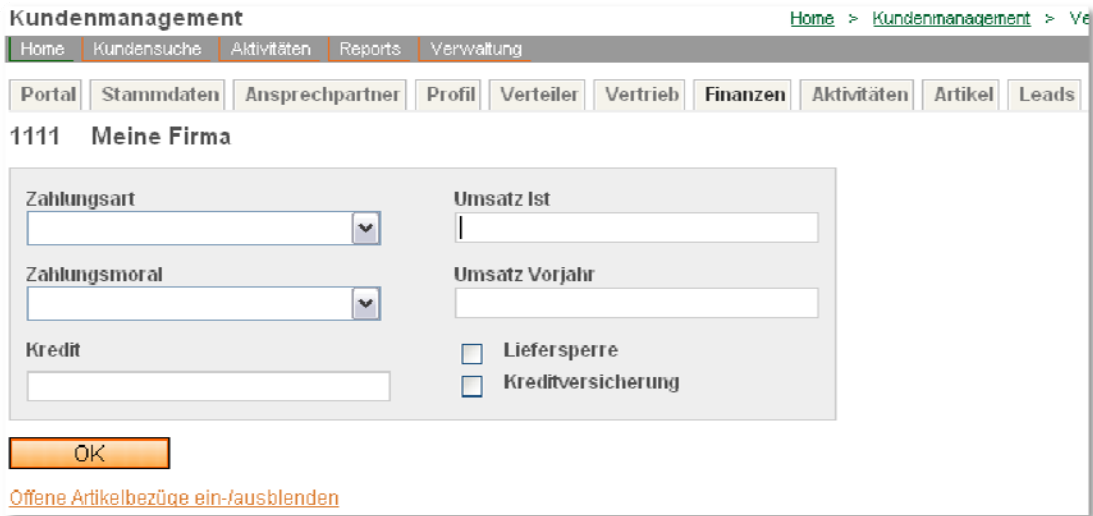 Kundenmanagement
Home > Kundenmanagement > Ve
Home Kundensuche Aktivitäten Reports Verwaltung
Portal Stammdaten Ansprechpartner Profil Verteiler Vertrieb Finanzen Aktivitäten Artikel Leads
1111 Meine Firma
Zahlungsart Umsatz Ist
Zahlungsmoral Umsatz Vorjahr
Kredit Liefersperre
Kreditversicherung
OK
Offene Artikelbezüge ein-/ausblenden